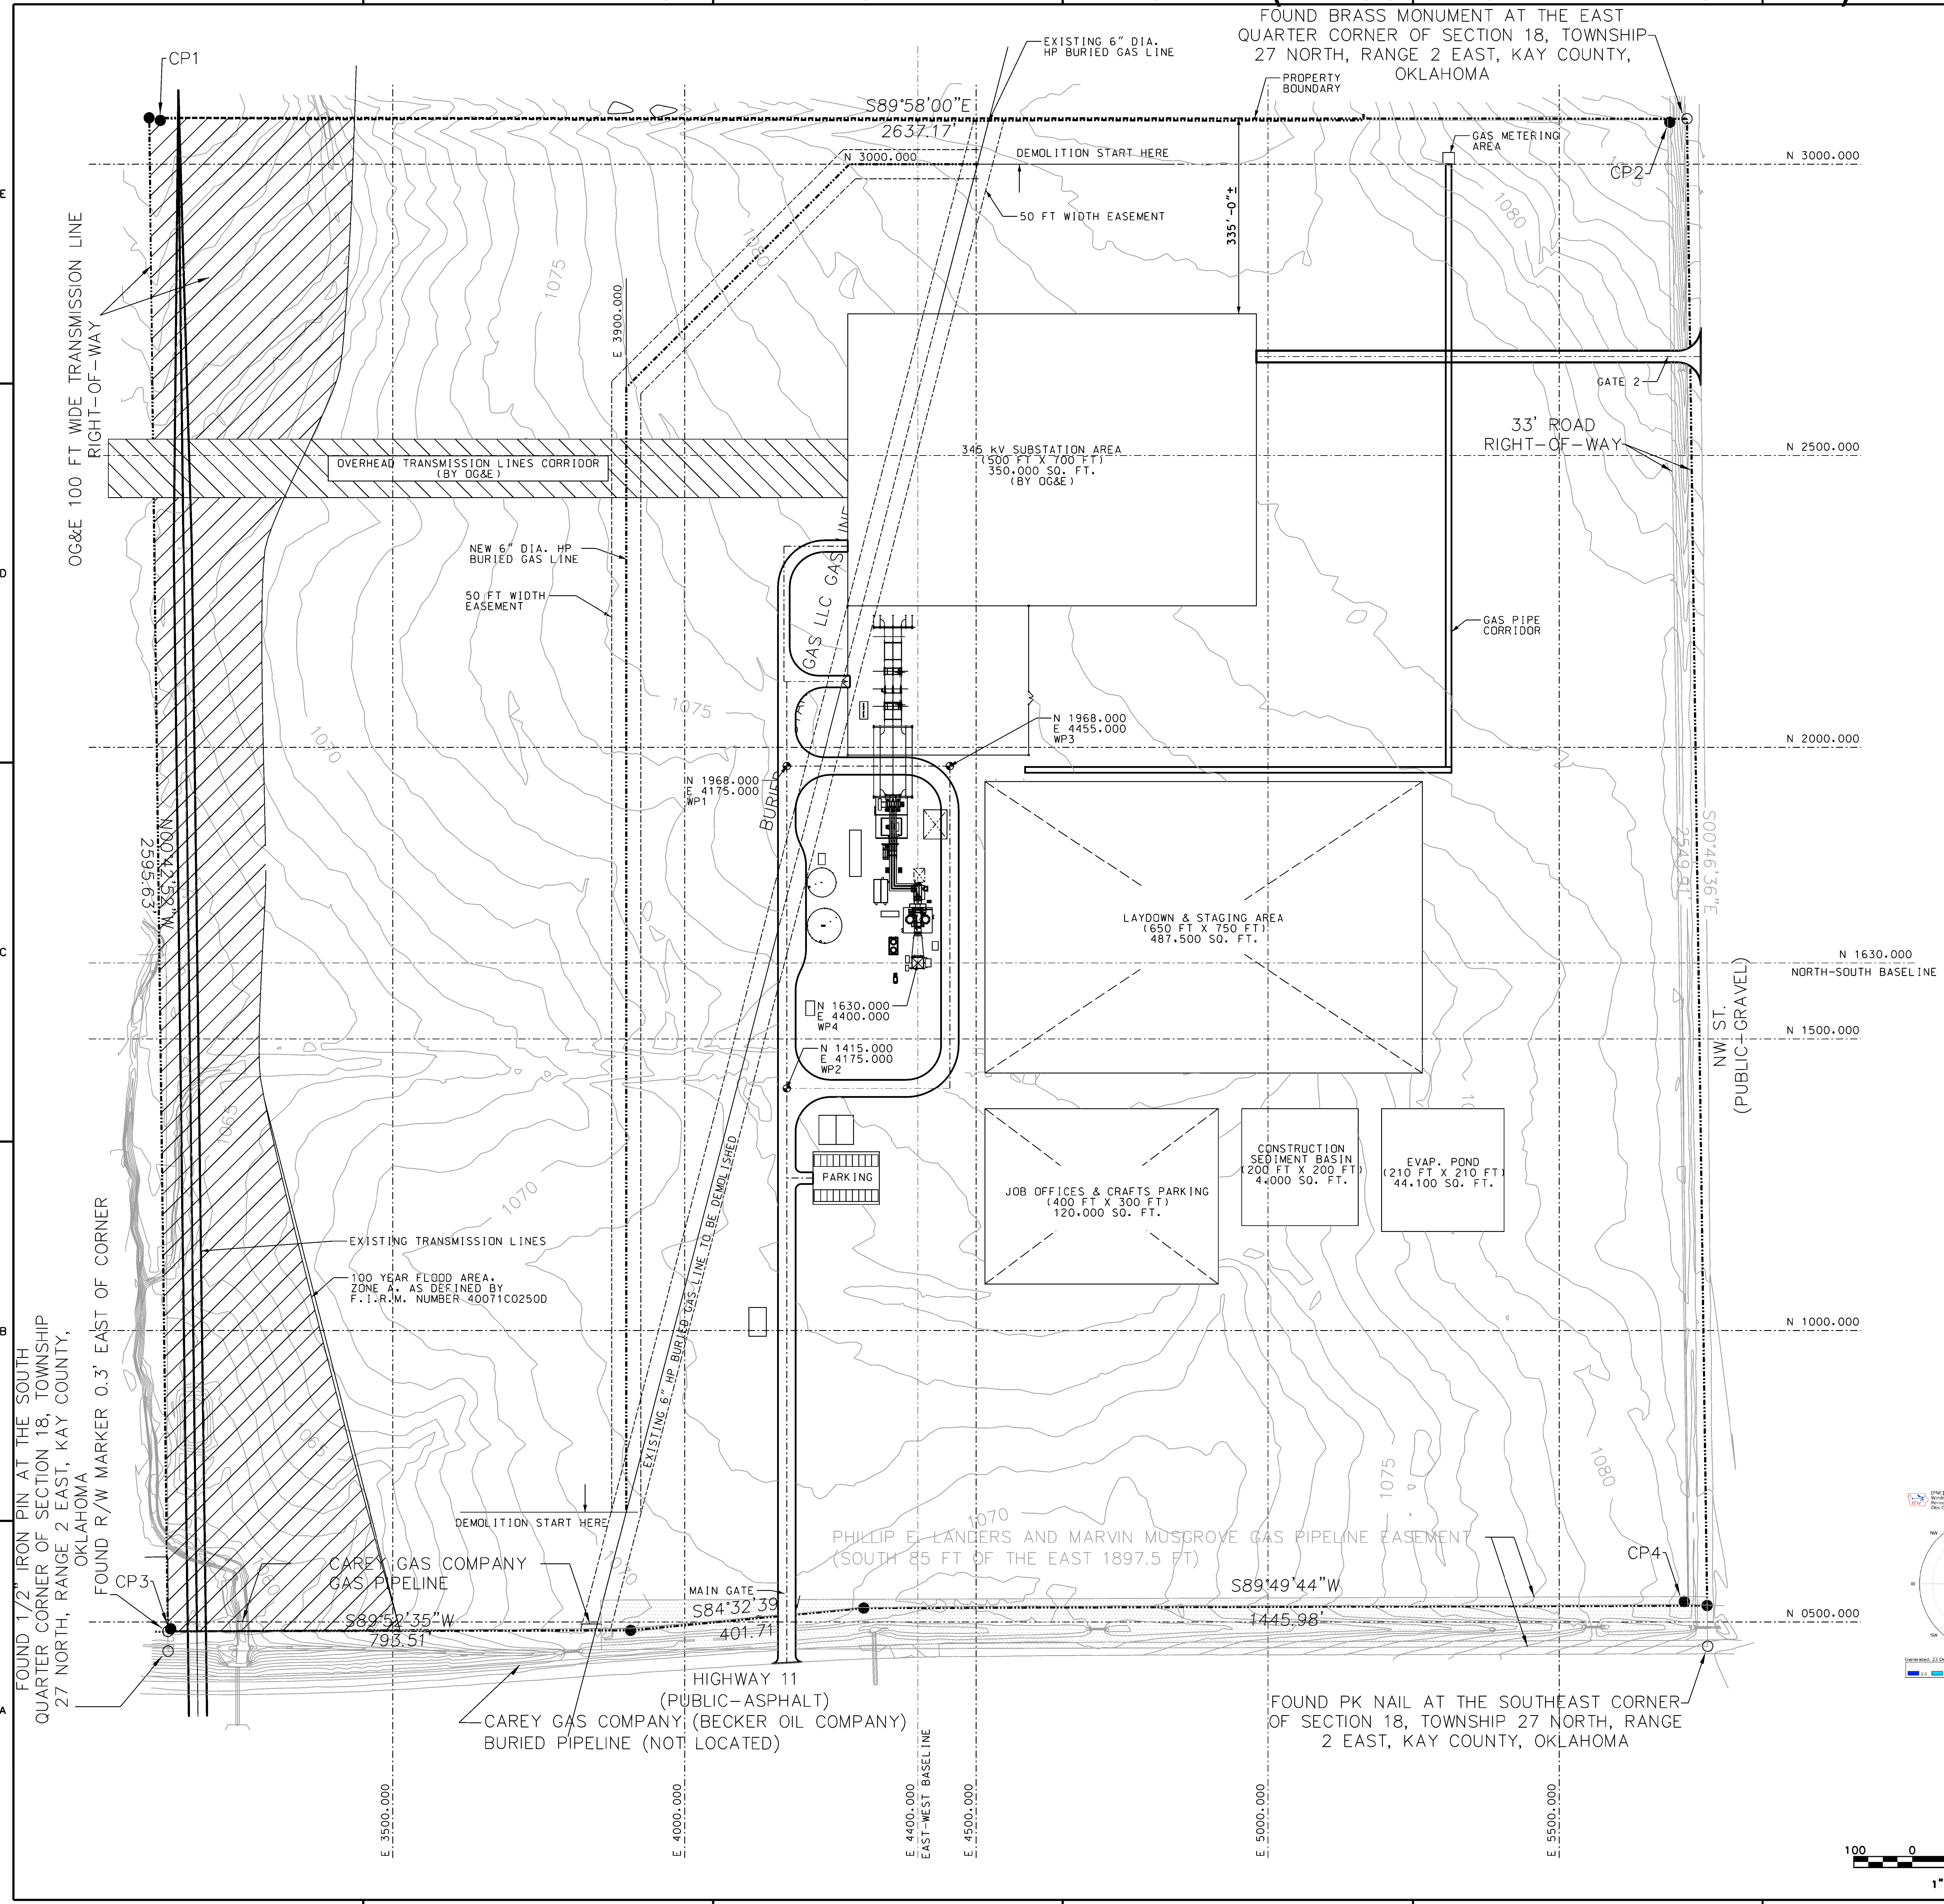 FOUND BRASS MONUMENT AT THE EAST
QUARTER CORNER OF SECTION 18, TOWNSHIP
27 NORTH, RANGE 2 EAST, KAY COUNTY,
OKLAHOMA
EXISTING 6" DIA.
HP BURIED GAS LINE
CP1
PROPERTY
BOUNDARY
S89°58'00"E
2637.17'
GAS METERING
AREA
N 3000.000
DEMOLITION START HERE
N 3000.000
CP2
E
50 FT WIDTH EASEMENT
335'-0"±
1080
1080
1075
OG&E 100 FT WIDE TRANSMISSION LINE
RIGHT-OF-WAY
E 3900.000
GATE 2
33' ROAD
RIGHT-OF-WAY
N 2500.000
OVERHEAD TRANSMISSION LINES CORRIDOR
(BY OG&E)
345 KV SUBSTATION AREA
(500 FT X 700 FT)
350,000 SQ. FT.
(BY OG&E)
NEW 6" DIA. HP
BURIED GAS LINE
D
50 FT WIDTH
EASEMENT
GAS LLC GAS LINE
GAS PIPE
CORRIDOR
1075
1070
N 1968.000
E 4455.000
WP3
N 2000.000
N 1968.000
E 4175.000
WP1
BURIED
N00°42'52"W
2595.63'
S00°46'36"E
2549.91'
LAYDOWN & STAGING AREA
(650 FT X 750 FT)
487,500 SQ. FT.
C
N 1630.000
NORTH-SOUTH BASELINE
N 1630.000
E 4400.000
WP4
NW ST.
(PUBLIC-GRAVEL)
N 1500.000
N 1415.000
E 4175.000
WP2
1065
CONSTRUCTION
SEDIMENT BASIN
(200 FT X 200 FT)
4,000 SQ. FT.
EVAP. POND
(210 FT X 210 FT)
44,100 SQ. FT.
PARKING
JOB OFFICES & CRAFTS PARKING
(400 FT X 300 FT)
120,000 SQ. FT.
1070
EXISTING TRANSMISSION LINES
100 YEAR FLOOD AREA,
ZONE A, AS DEFINED BY
F.I.R.M. NUMBER 40071C0250D
EXISTING 6" HP BURIED GAS LINE TO BE DEMOLISHED
B
N 1000.000
FOUND 1/2" IRON PIN AT THE SOUTH
QUARTER CORNER OF SECTION 18, TOWNSHIP
27 NORTH, RANGE 2 EAST, KAY COUNTY,
OKLAHOMA
FOUND R/W MARKER 0.3' EAST OF CORNER
1065
1075
1080
1070
DEMOLITION START HERE
PHILLIP E. LANDERS AND MARVIN MUSGROVE GAS PIPELINE EASEMENT
(SOUTH 85 FT OF THE EAST 1897.5 FT)
CP4
CP3
1060
CAREY GAS COMPANY
GAS PIPELINE
1070
MAIN GATE
S89°49'44"W
1445.98'
S84°32'39
401.71'
S89°52'35"W
793.51'
N 0500.000
HIGHWAY 11
(PUBLIC-ASPHALT)
CAREY GAS COMPANY (BECKER OIL COMPANY)
BURIED PIPELINE (NOT LOCATED)
FOUND PK NAIL AT THE SOUTHEAST CORNER
OF SECTION 18, TOWNSHIP 27 NORTH, RANGE
2 EAST, KAY COUNTY, OKLAHOMA
A
E 3500.000
E 4000.000
E 4400.000
EAST-WEST BASELINE
E 4500.000
E 5000.000
E 5500.000
NW
W
SW
100 0
1"